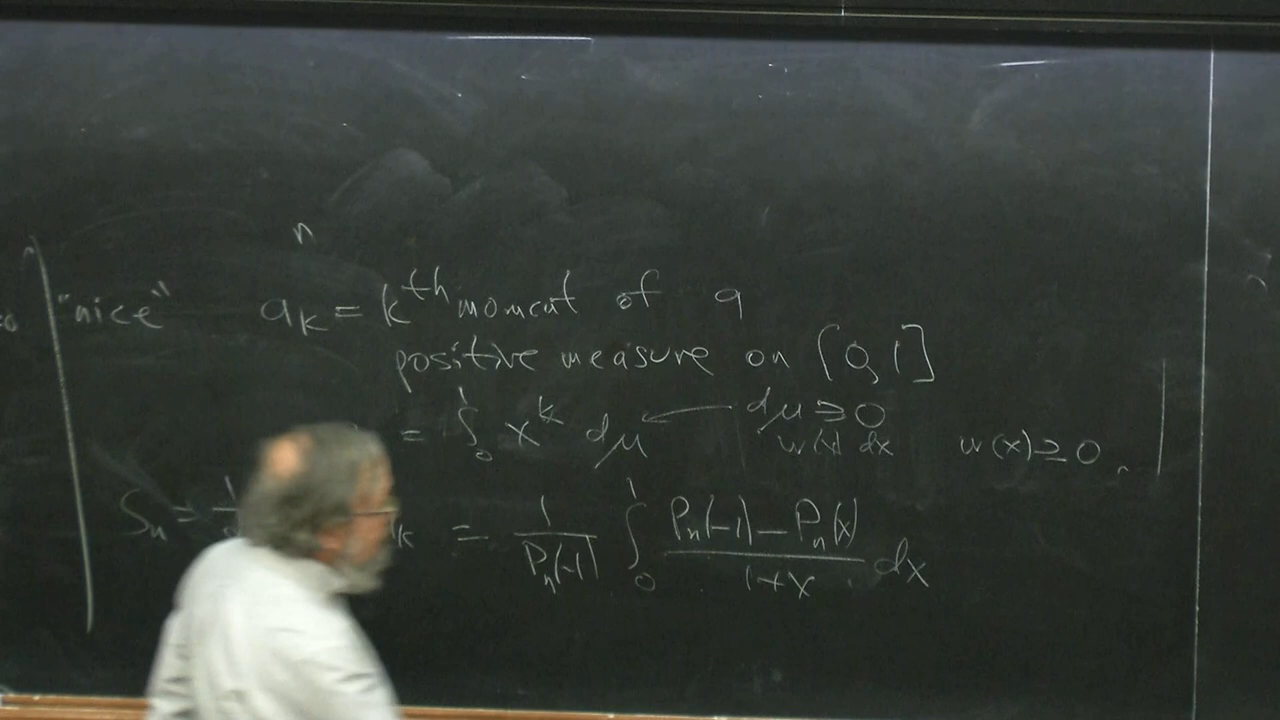 n
"nice" a_k = k^th moment of a
positive measure on [0,1]
= ∫_0^1 x^k dμ ← dμ ≥ 0
w(x) dx w(x) ≥ 0
S_n = 1 k = 1/P_n(-1) ∫_0^1 (P_n(-1) - P_n(x))/(1+x) dx